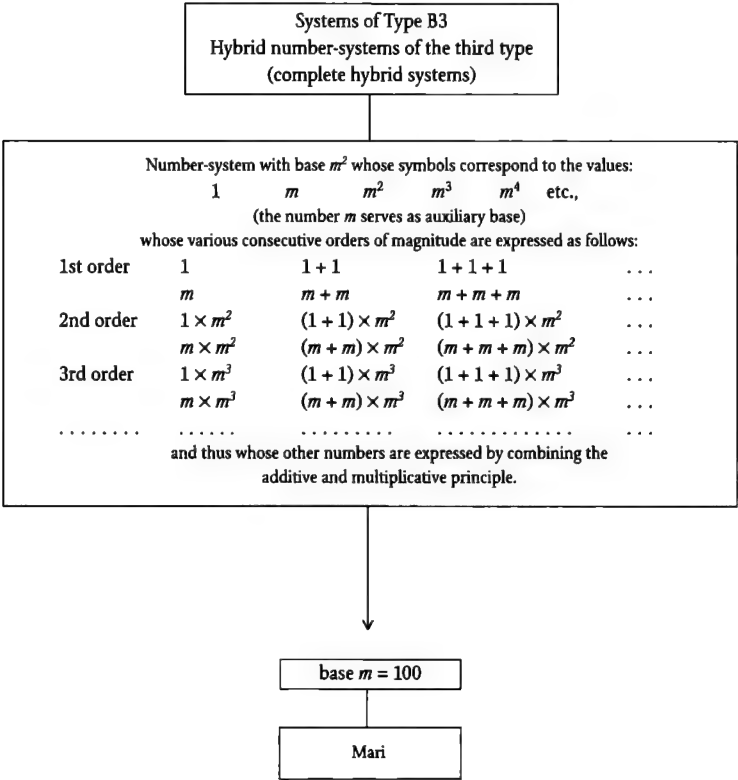 Systems of Type B3
Hybrid number-systems of the third type
(complete hybrid systems)
Number-system with base m² whose symbols correspond to the values:
1 m m² m³ m⁴ etc.,
(the number m serves as auxiliary base)
whose various consecutive orders of magnitude are expressed as follows:
1st order 1 1 + 1 1 + 1 + 1 . . .
m m + m m + m + m . . .
2nd order 1 × m² (1 + 1) × m² (1 + 1 + 1) × m² . . .
m × m² (m + m) × m² (m + m + m) × m² . . .
3rd order 1 × m³ (1 + 1) × m³ (1 + 1 + 1) × m³ . . .
m × m³ (m + m) × m³ (m + m + m) × m³ . . .
. . . . . . . . . . . . . . . . . . . . . . . . . . . . . . . . . . . . . . .
and thus whose other numbers are expressed by combining the
additive and multiplicative principle.
base m = 100
Mari